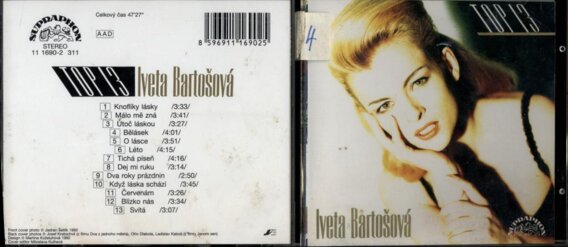 SUPRAPHON
STEREO
11 1690-2 311
Celkový čas 47'27"
AAD
8 596911 169025
TOP 13 Iveta Bartošová
1 Knoflíky lásky /3:33/
2 Málo mě zná /3:41/
3 Útoč láskou /3:27/
4 Bělásek /4:01/
5 O lásce /3:51/
6 Léto /4:15/
7 Tichá píseň /4:16/
8 Dej mi ruku /3:14/
9 Dva roky prázdnin /2:50/
10 Když láska schází /3:45/
11 Červenám /3:26/
12 Blízko nás /3:34/
13 Svítá /3:07/
TOP 13
4
Iveta Bartošová
SUPRAPHON